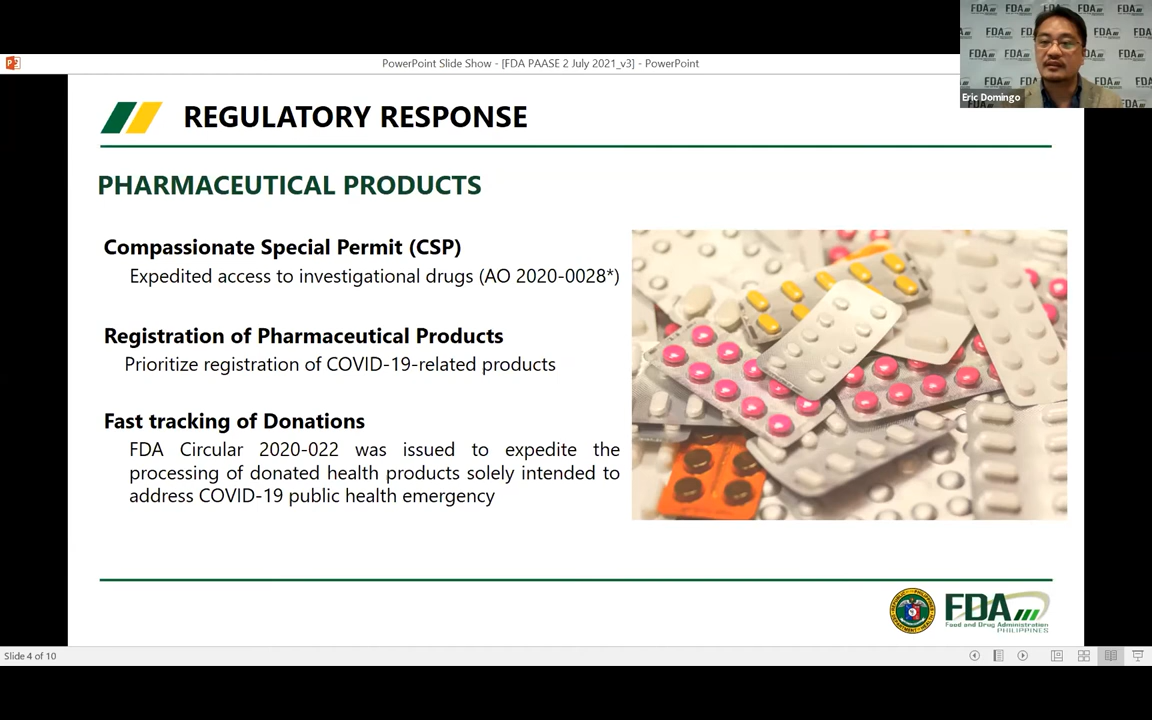 PowerPoint Slide Show - [FDA PAASE 2 July 2021_v3] - PowerPoint
Eric Domingo
REGULATORY RESPONSE
PHARMACEUTICAL PRODUCTS
Compassionate Special Permit (CSP)
Expedited access to investigational drugs (AO 2020-0028*)
Registration of Pharmaceutical Products
Prioritize registration of COVID-19-related products
Fast tracking of Donations
FDA Circular 2020-022 was issued to expedite the
processing of donated health products solely intended to
address COVID-19 public health emergency
FDA
Food and Drug Administration
PHILIPPINES
Slide 4 of 10